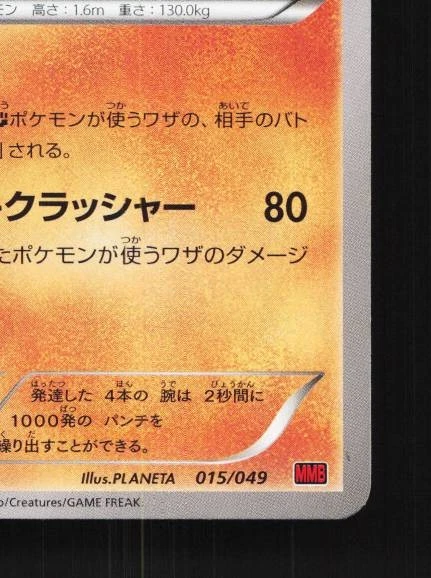 モン 高さ：1.6m 重さ：130.0kg
ポケモンが使うワザの、相手のバト
される。
クラッシャー 80
たポケモンが使うワザのダメージ
発達した 4本の 腕は 2秒間に
1000発の パンチを
繰り出すことができる。
Illus.PLANETA 015/049 MMB
/Creatures/GAME FREAK.